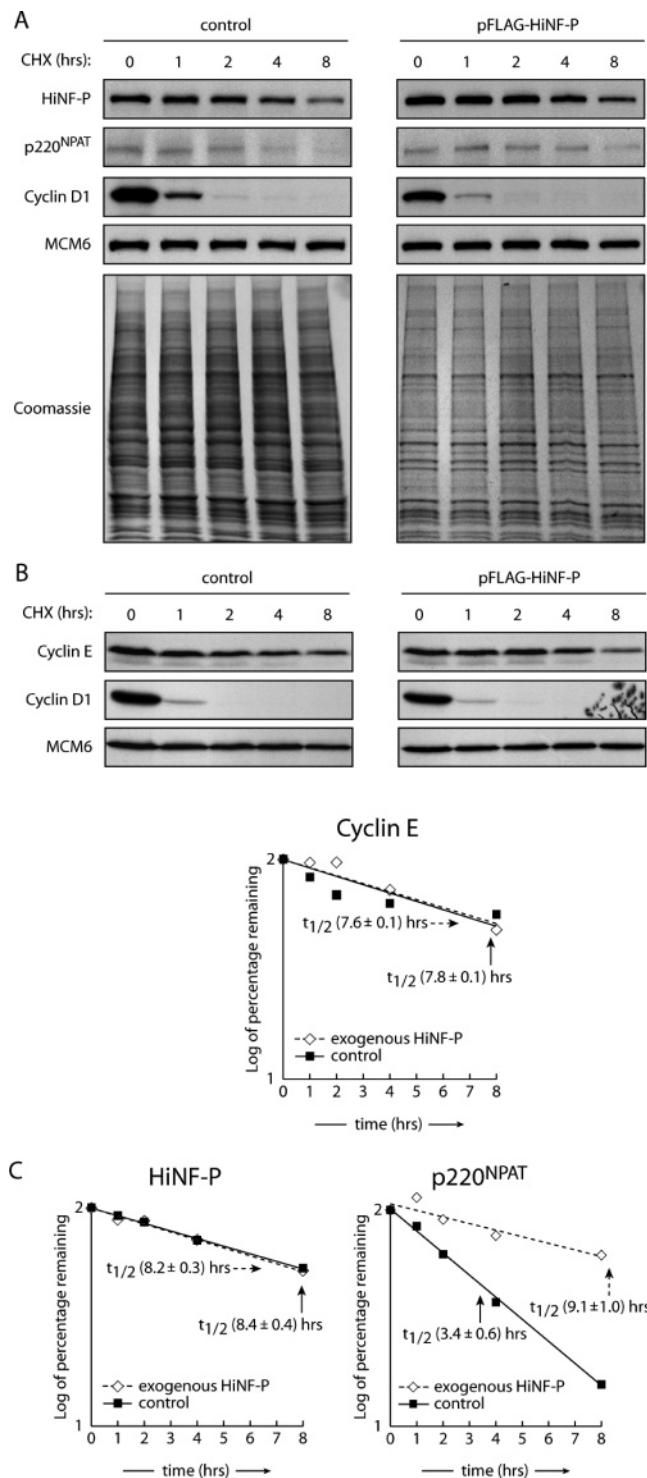 A
control pFLAG-HiNF-P
CHX (hrs): 0 1 2 4 8 0 1 2 4 8
HiNF-P
p220NPAT
Cyclin D1
MCM6
Coomassie
B
control pFLAG-HiNF-P
CHX (hrs): 0 1 2 4 8 0 1 2 4 8
Cyclin E
Cyclin D1
MCM6
Cyclin E
Log of percentage remaining
2
t1/2 (7.6 ± 0.1) hrs
t1/2 (7.8 ± 0.1) hrs
exogenous HiNF-P
control
1
0 1 2 3 4 5 6 7 8
time (hrs)
C
HiNF-P
Log of percentage remaining
2
t1/2 (8.2 ± 0.3) hrs
t1/2 (8.4 ± 0.4) hrs
exogenous HiNF-P
control
1
0 1 2 3 4 5 6 7 8
time (hrs)
p220NPAT
Log of percentage remaining
2
t1/2 (9.1±1.0) hrs
t1/2 (3.4 ± 0.6) hrs
exogenous HiNF-P
control
1
0 1 2 3 4 5 6 7 8
time (hrs)